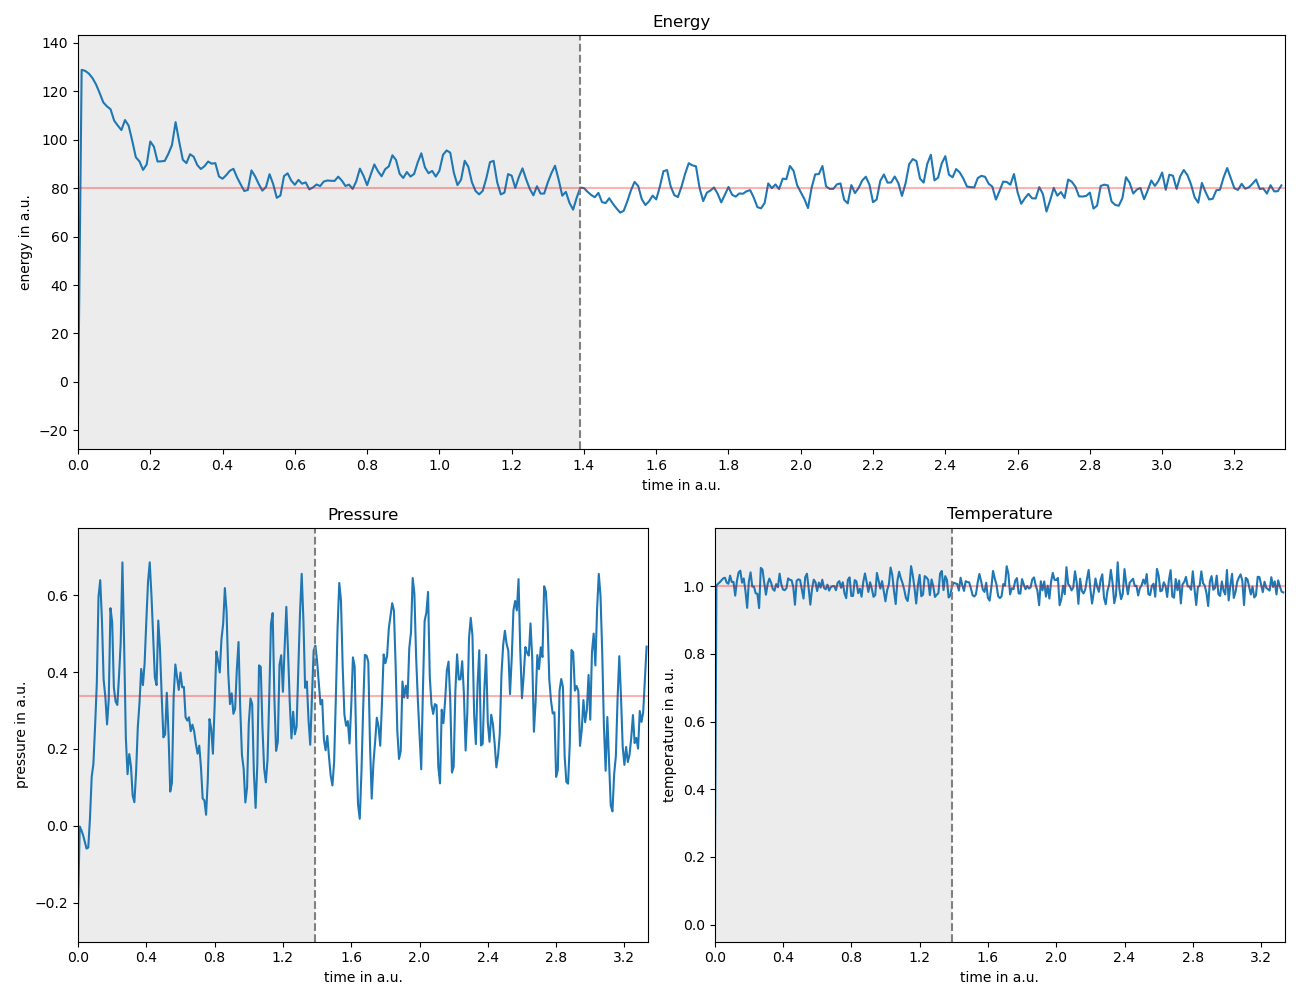 Energy
energy in a.u.
140
120
100
80
60
40
20
0
−20
0.0 0.2 0.4 0.6 0.8 1.0 1.2 1.4 1.6 1.8 2.0 2.2 2.4 2.6 2.8 3.0 3.2
time in a.u.
Pressure
pressure in a.u.
0.6
0.4
0.2
0.0
−0.2
0.0 0.4 0.8 1.2 1.6 2.0 2.4 2.8 3.2
time in a.u.
Temperature
temperature in a.u.
1.0
0.8
0.6
0.4
0.2
0.0
0.0 0.4 0.8 1.2 1.6 2.0 2.4 2.8 3.2
time in a.u.